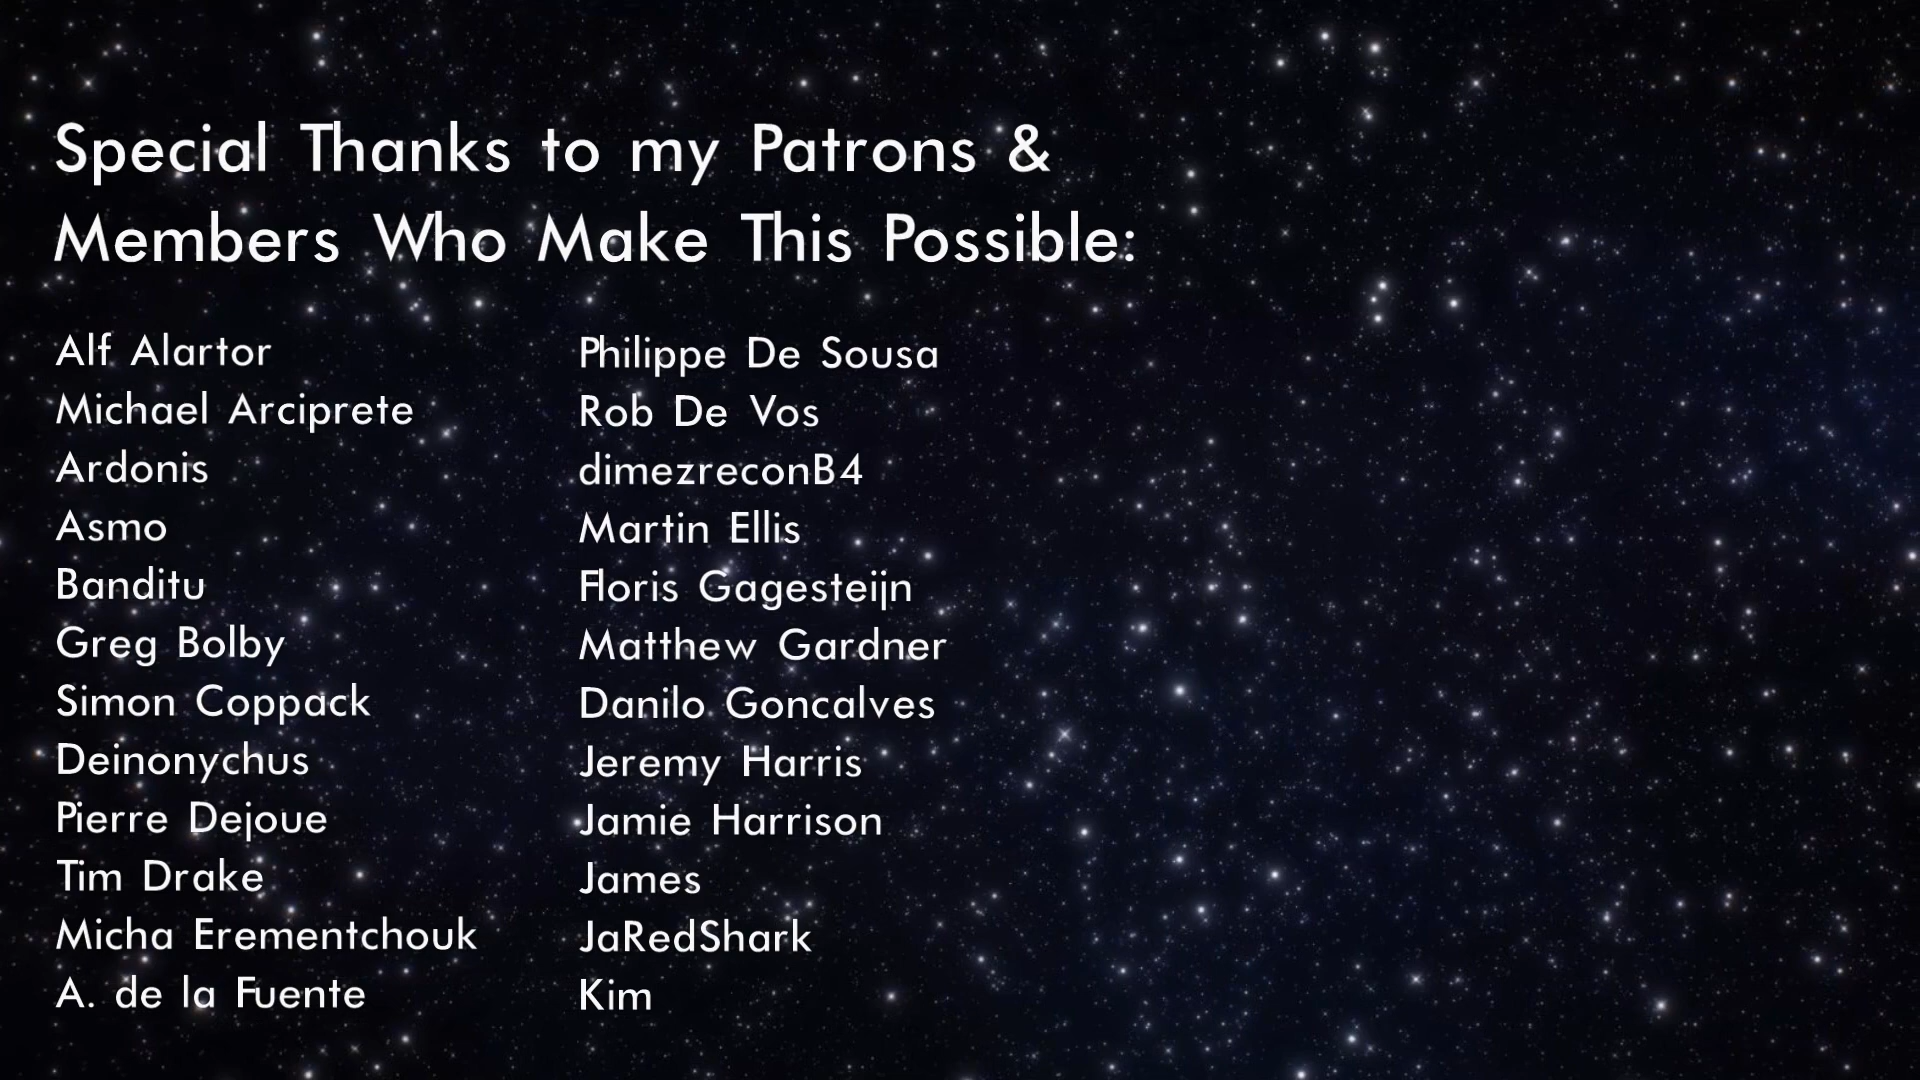 Special Thanks to my Patrons &
Members Who Make This Possible:
Alf Alartor
Michael Arciprete
Ardonis
Asmo
Banditu
Greg Bolby
Simon Coppack
Deinonychus
Pierre Dejoue
Tim Drake
Micha Erementchouk
A. de la Fuente
Philippe De Sousa
Rob De Vos
dimezreconB4
Martin Ellis
Floris Gagesteijn
Matthew Gardner
Danilo Goncalves
Jeremy Harris
Jamie Harrison
James
JaRedShark
Kim